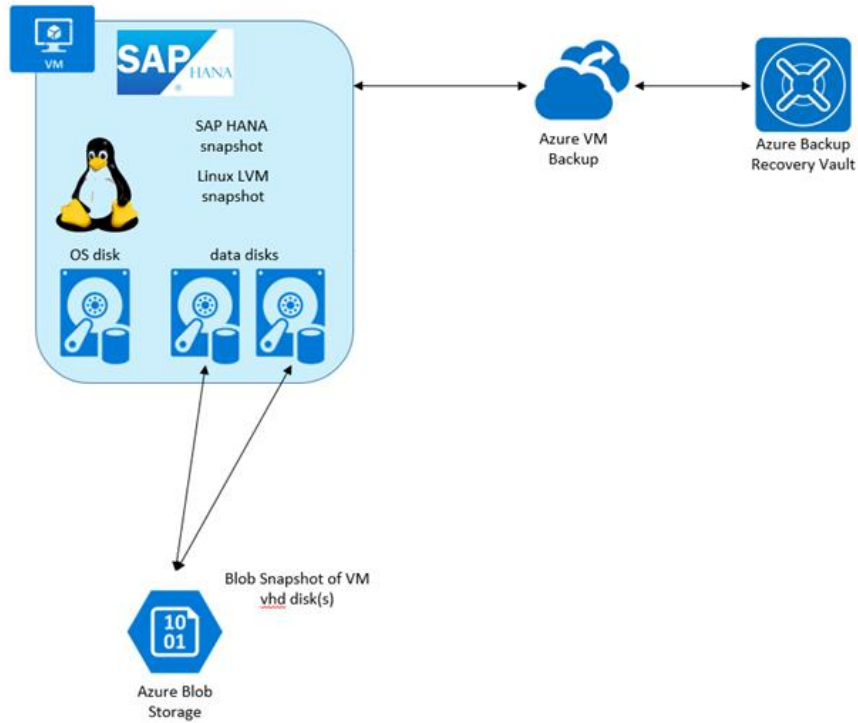 VM
SAP HANA
®
SAP HANA
snapshot
Linux LVM
snapshot
OS disk
data disks
Azure VM
Backup
Azure Backup
Recovery Vault
Blob Snapshot of VM
vhd disk(s)
10
01
Azure Blob
Storage